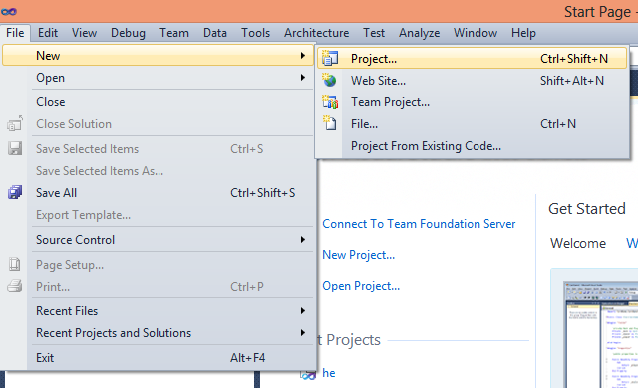 Start Page -
File Edit View Debug Team Data Tools Architecture Test Analyze Window Help
New
Open
Close
Close Solution
Save Selected Items Ctrl+S
Save Selected Items As..
Save All Ctrl+Shift+S
Export Template...
Source Control
Page Setup...
Print... Ctrl+P
Recent Files
Recent Projects and Solutions
Exit Alt+F4
Project... Ctrl+Shift+N
Web Site... Shift+Alt+N
Team Project...
File... Ctrl+N
Project From Existing Code...
Connect To Team Foundation Server
New Project...
Open Project...
Projects
he
Get Started
Welcome W